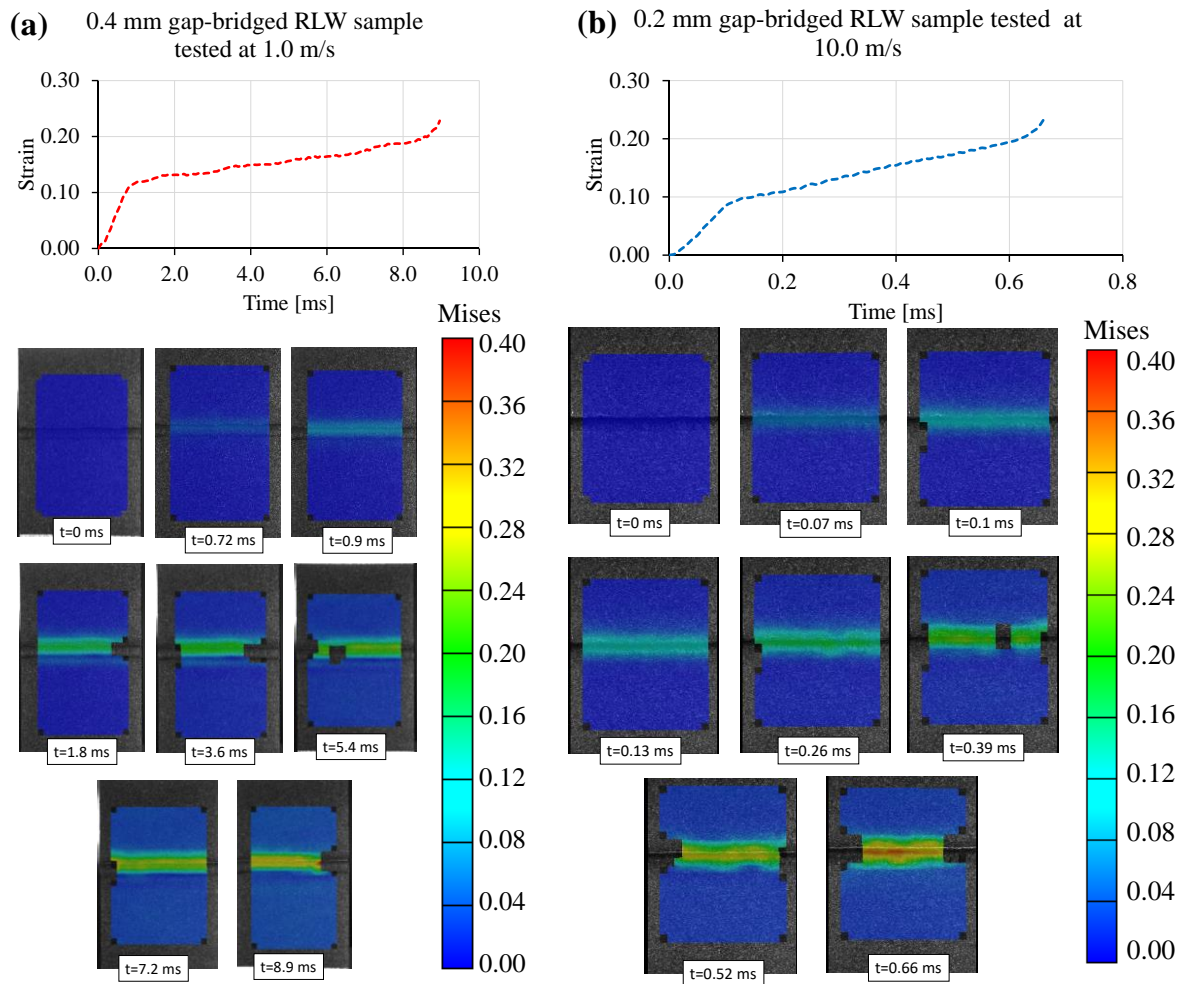 (a)
0.4 mm gap-bridged RLW sample
tested at 1.0 m/s
0.30
0.20
0.10
0.00
Strain
0.0
2.0
4.0
6.0
8.0
10.0
Time [ms]
Mises
0.40
0.36
0.32
0.28
0.24
0.20
0.16
0.12
0.08
0.04
0.00
t=0 ms
t=0.72 ms
t=0.9 ms
t=1.8 ms
t=3.6 ms
t=5.4 ms
t=7.2 ms
t=8.9 ms
(b)
0.2 mm gap-bridged RLW sample tested at
10.0 m/s
0.30
0.20
0.10
0.00
Strain
0.0
0.2
0.4
0.6
0.8
Time [ms]
Mises
0.40
0.36
0.32
0.28
0.24
0.20
0.16
0.12
0.08
0.04
0.00
t=0 ms
t=0.07 ms
t=0.1 ms
t=0.13 ms
t=0.26 ms
t=0.39 ms
t=0.52 ms
t=0.66 ms